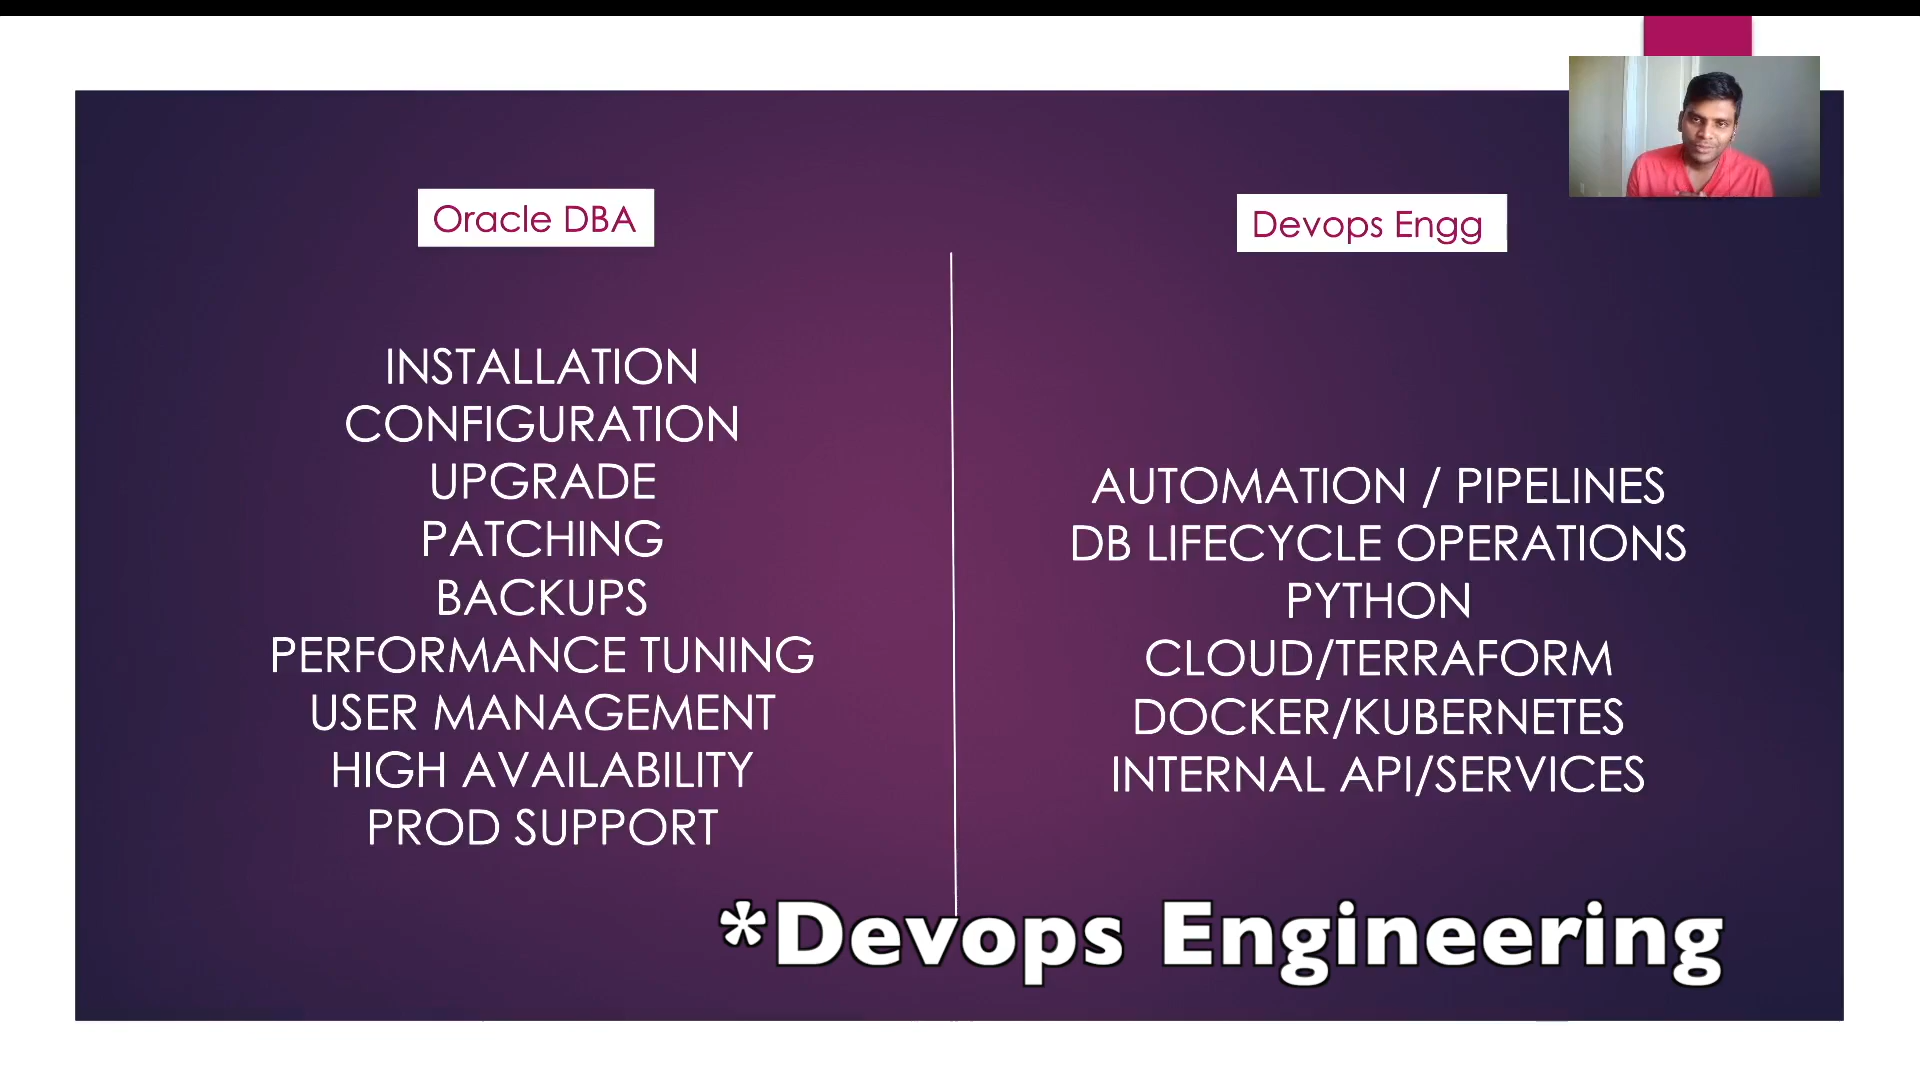 Oracle DBA
INSTALLATION
CONFIGURATION
UPGRADE
PATCHING
BACKUPS
PERFORMANCE TUNING
USER MANAGEMENT
HIGH AVAILABILITY
PROD SUPPORT
Devops Engg
AUTOMATION / PIPELINES
DB LIFECYCLE OPERATIONS
PYTHON
CLOUD/TERRAFORM
DOCKER/KUBERNETES
INTERNAL API/SERVICES
*Devops Engineering